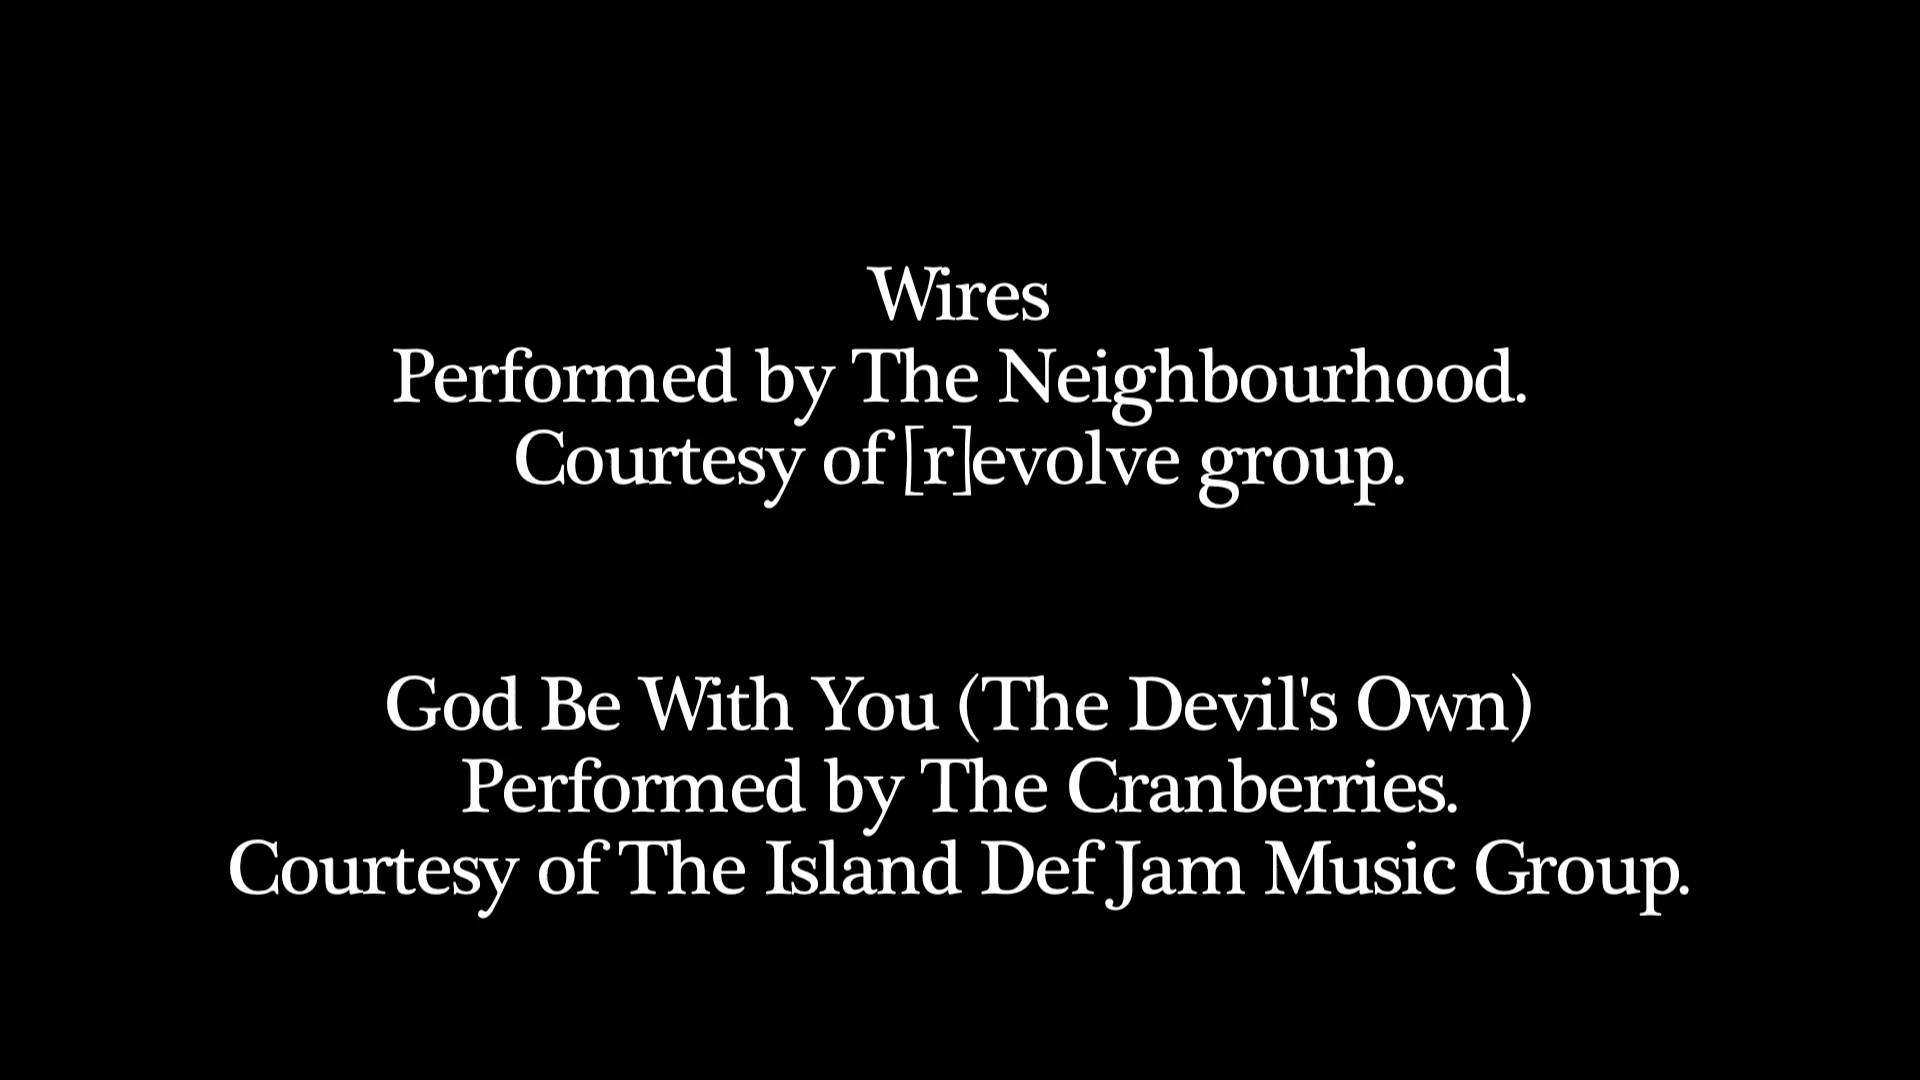 Wires
Performed by The Neighbourhood.
Courtesy of [r]evolve group.
God Be With You (The Devil's Own)
Performed by The Cranberries.
Courtesy of The Island Def Jam Music Group.